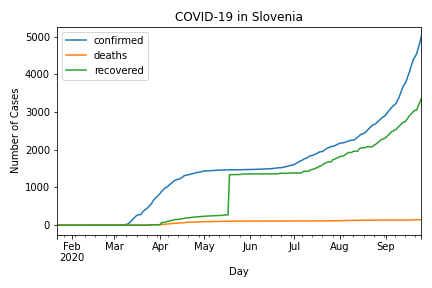 COVID-19 in Slovenia
confirmed
deaths
recovered
Number of Cases
5000
4000
3000
2000
1000
0
Feb Mar Apr May Jun Jul Aug Sep
2020
Day